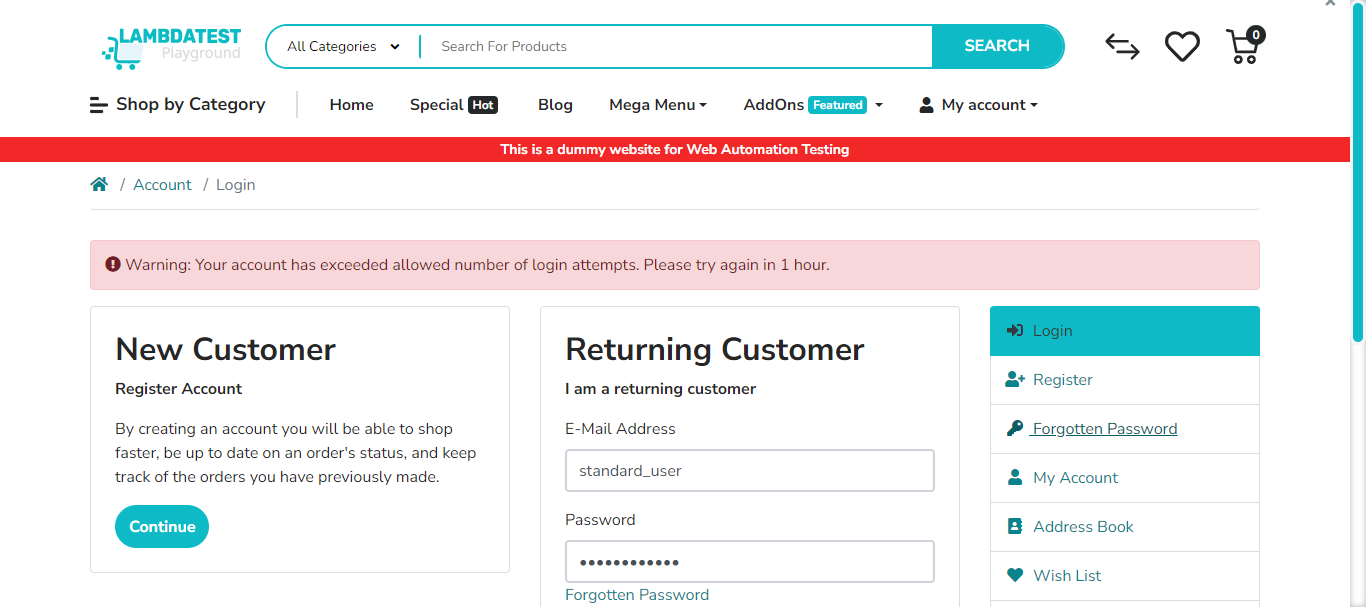 LAMBDATEST
Playground
All Categories
Search For Products
SEARCH
0
Shop by Category
Home
Special Hot
Blog
Mega Menu
AddOns Featured
My account
This is a dummy website for Web Automation Testing
/ Account / Login
Warning: Your account has exceeded allowed number of login attempts. Please try again in 1 hour.
New Customer
Register Account
By creating an account you will be able to shop
faster, be up to date on an order's status, and keep
track of the orders you have previously made.
Continue
Returning Customer
I am a returning customer
E-Mail Address
standard_user
Password
••••••••••••
Forgotten Password
Login
Register
Forgotten Password
My Account
Address Book
Wish List